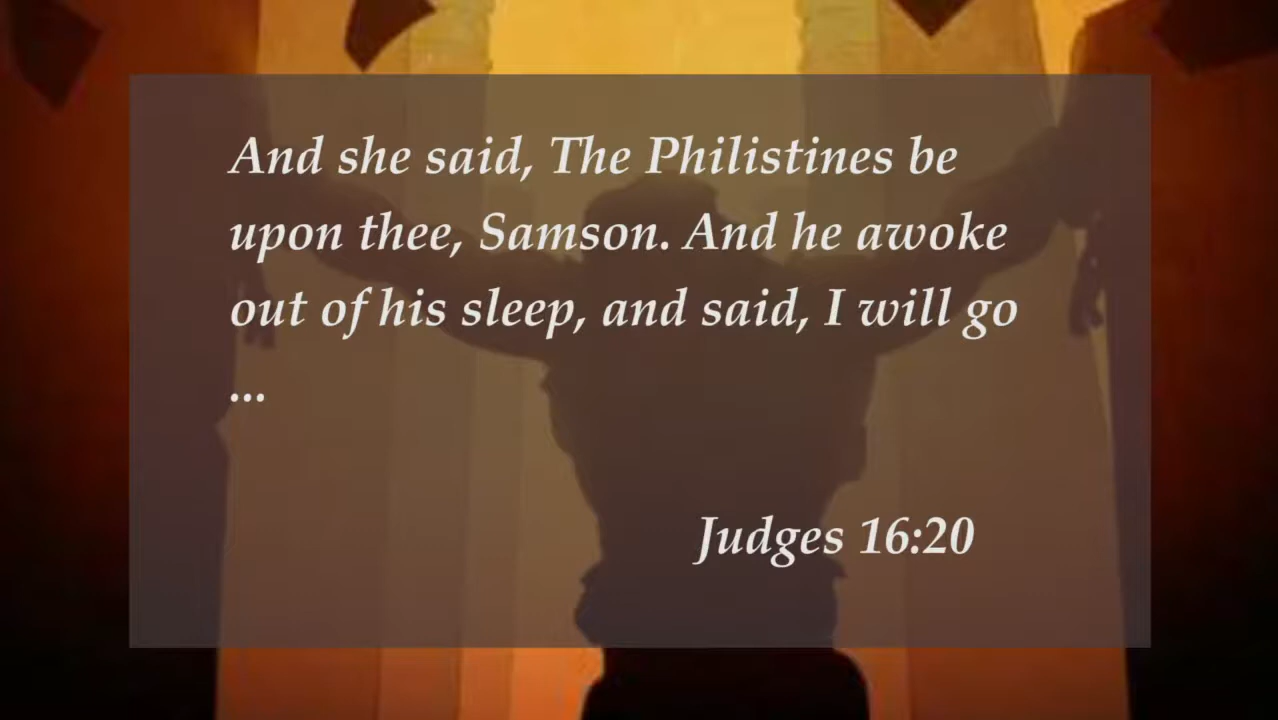 And she said, The Philistines be
upon thee, Samson. And he awoke
out of his sleep, and said, I will go
...
Judges 16:20